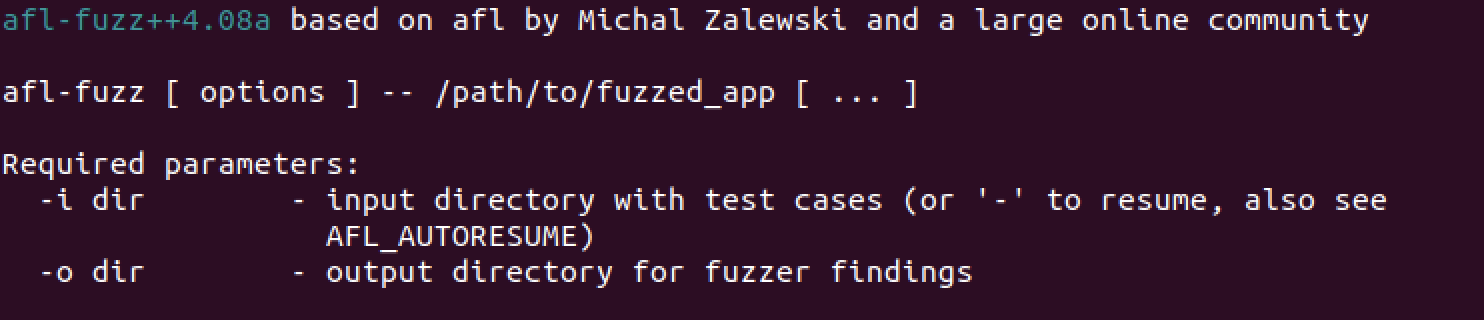 afl-fuzz++4.08a based on afl by Michal Zalewski and a large online community
afl-fuzz [ options ] -- /path/to/fuzzed_app [ ... ]
Required parameters:
  -i dir        - input directory with test cases (or '-' to resume, also see
                  AFL_AUTORESUME)
  -o dir        - output directory for fuzzer findings